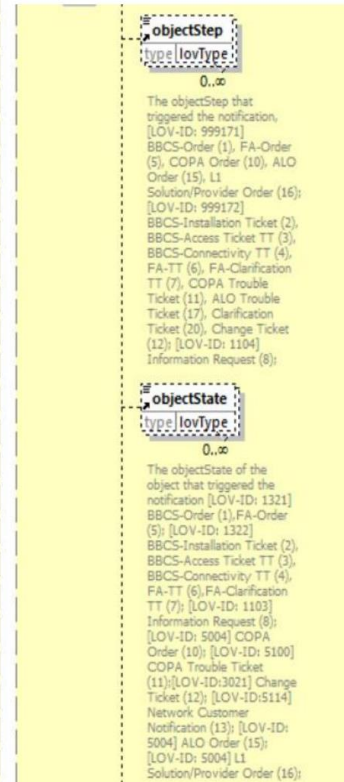 objectStep
type lovType
0..∞
The objectStep that
triggered the notification,
[LOV-ID: 999171]
BBCS-Order (1), FA-Order
(5), COPA Order (10), ALO
Order (15), L1
Solution/Provider Order (16);
[LOV-ID: 999172]
BBCS-Installation Ticket (2),
BBCS-Access Ticket TT (3),
BBCS-Connectivity TT (4),
FA-TT (6), FA-Clarification
TT (7), COPA Trouble
Ticket (11), ALO Trouble
Ticket (17), Clarification
Ticket (20), Change Ticket
(12); [LOV-ID: 1104]
Information Request (8);
objectState
type lovType
0..∞
The objectState of the
object that triggered the
notification [LOV-ID: 1321]
BBCS-Order (1),FA-Order
(5); [LOV-ID: 1322]
BBCS-Installation Ticket (2),
BBCS-Access Ticket TT (3),
BBCS-Connectivity TT (4),
FA-TT (6),FA-Clarification
TT (7); [LOV-ID: 1103]
Information Request (8);
[LOV-ID: 5004] COPA
Order (10); [LOV-ID: 5100]
COPA Trouble Ticket
(11);[LOV-ID:3021] Change
Ticket (12); [LOV-ID:5114]
Network Customer
Notification (13); [LOV-ID:
5004] ALO Order (15);
[LOV-ID: 5004] L1
Solution/Provider Order (16);